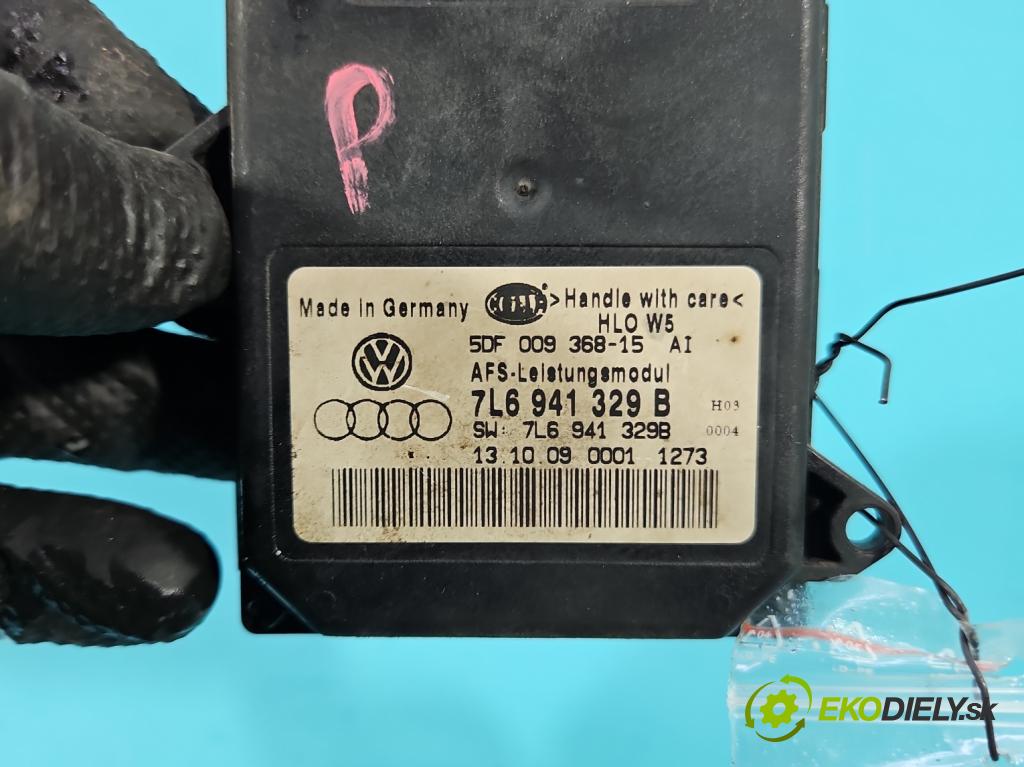 P
Made in Germany HELLA >Handle with care<
HLO W5
5DF 009 368-15 AI
AFS-Leistungsmodul
7L6 941 329 B H03
SW: 7L6 941 329B 0004
13.10.09 0001 1273
EKODIELY.sk